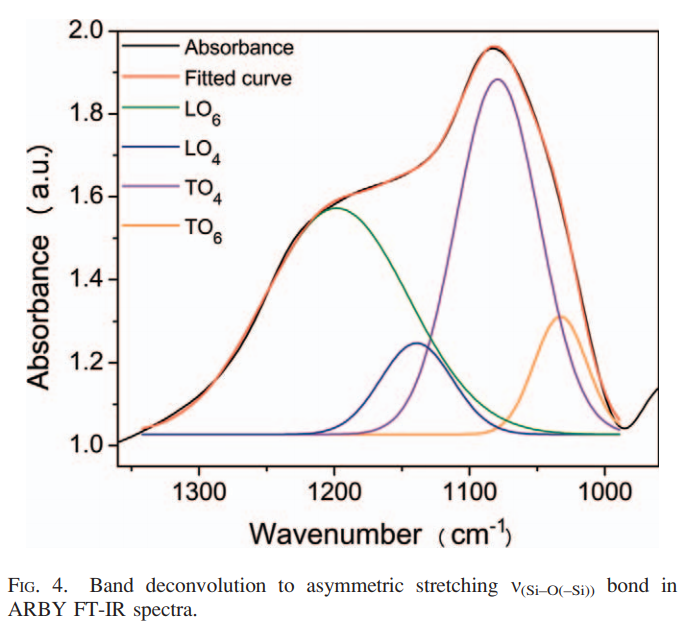 2.0
1.8
1.6
1.4
1.2
1.0
Absorbance (a.u.)
Absorbance
Fitted curve
LO6
LO4
TO4
TO6
1300 1200 1100 1000
Wavenumber (cm-1)
FIG. 4. Band deconvolution to asymmetric stretching ν(Si–O(–Si)) bond in
ARBY FT-IR spectra.